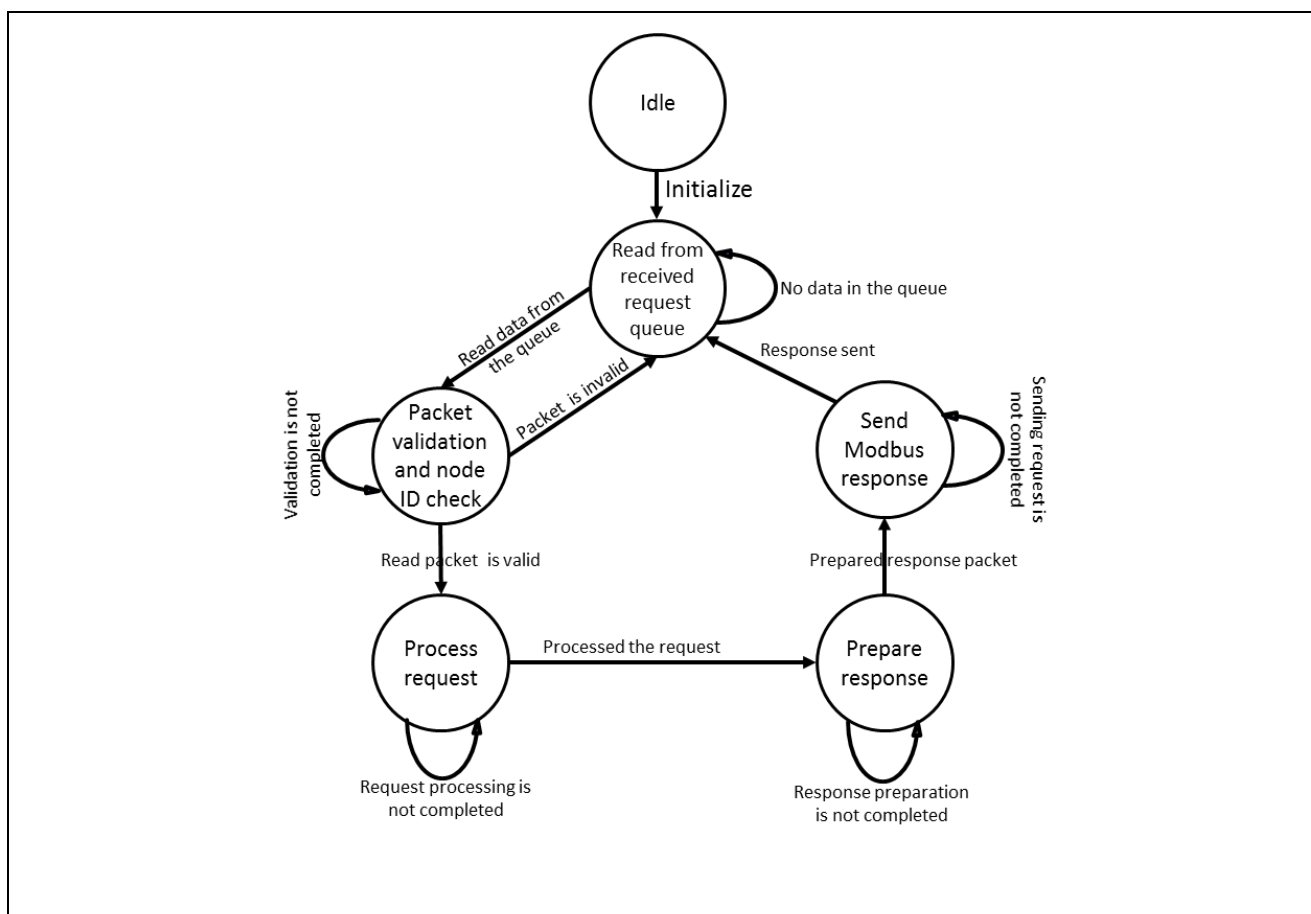 Idle
Initialize
Read from
received
request
queue
No data in the queue
Read data from
the queue
Packet is invalid
Response sent
Validation is not
completed
Packet
validation
and node
ID check
Send
Modbus
response
Sending request is
not completed
Read packet is valid
Prepared response packet
Process
request
Processed the request
Prepare
response
Request processing is
not completed
Response preparation
is not completed